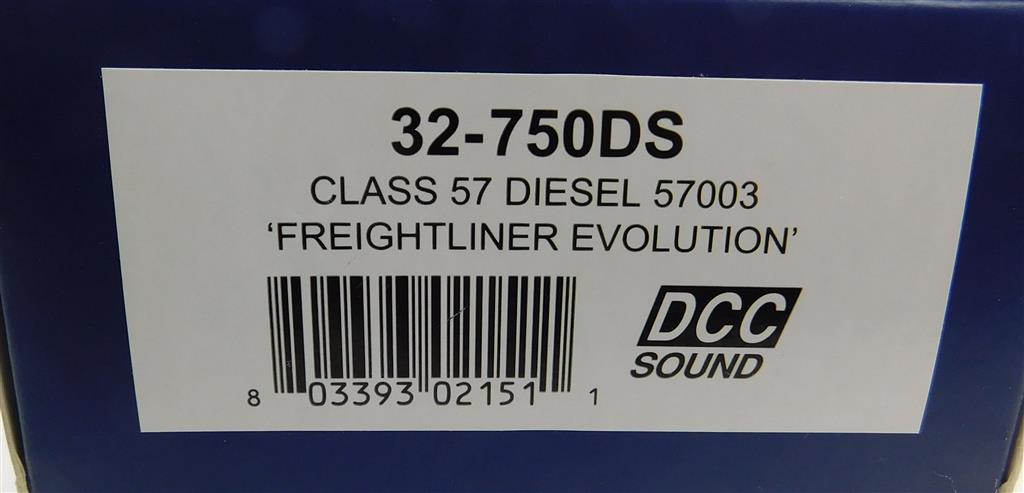 32-750DS
CLASS 57 DIESEL 57003
‘FREIGHTLINER EVOLUTION’
8 03393 02151 1
DCC
SOUND